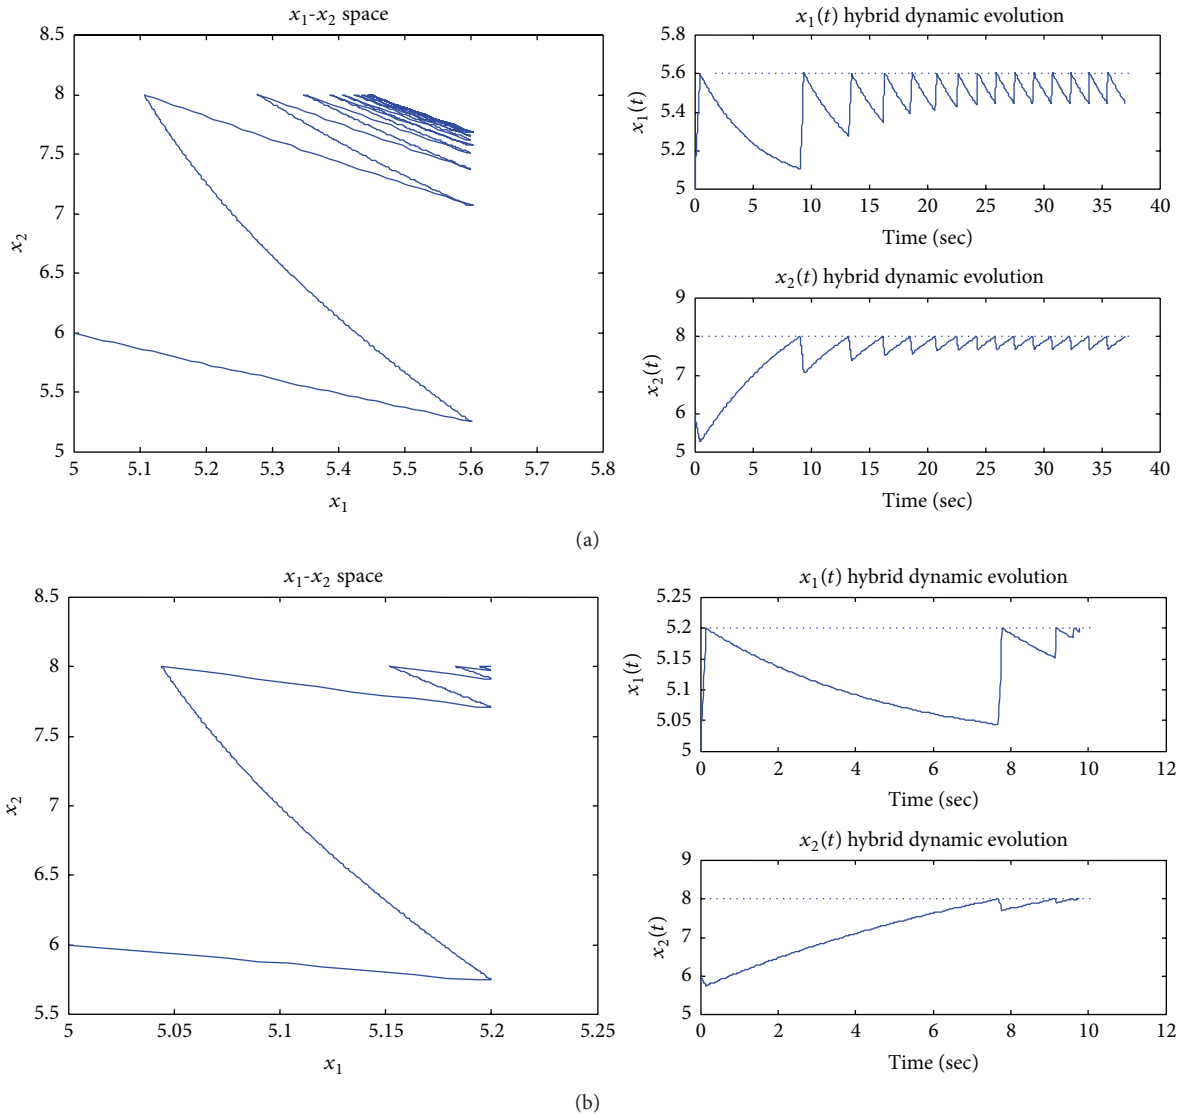 x₁-x₂ space
8.5
8
7.5
7
6.5
6
5.5
5
x₂
5 5.1 5.2 5.3 5.4 5.5 5.6 5.7 5.8
x₁
x₁(t) hybrid dynamic evolution
5.8
5.6
5.4
5.2
5
x₁(t)
0 5 10 15 20 25 30 35 40
Time (sec)
x₂(t) hybrid dynamic evolution
9
8
7
6
5
x₂(t)
0 5 10 15 20 25 30 35 40
Time (sec)
(a)
x₁-x₂ space
8.5
8
7.5
7
6.5
6
5.5
x₂
5 5.05 5.1 5.15 5.2 5.25
x₁
x₁(t) hybrid dynamic evolution
5.25
5.2
5.15
5.1
5.05
5
x₁(t)
0 2 4 6 8 10 12
Time (sec)
x₂(t) hybrid dynamic evolution
9
8
7
6
5
x₂(t)
0 2 4 6 8 10 12
Time (sec)
(b)